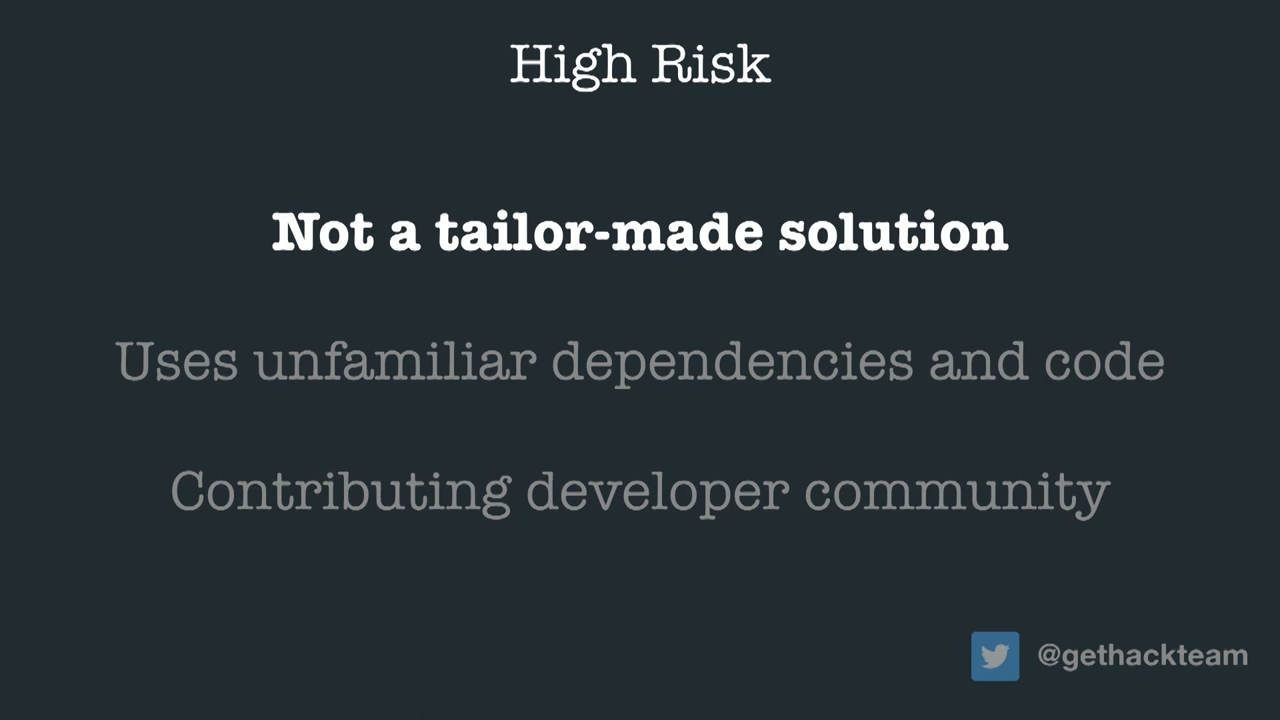 High Risk
Not a tailor-made solution
Uses unfamiliar dependencies and code
Contributing developer community
@gethackteam